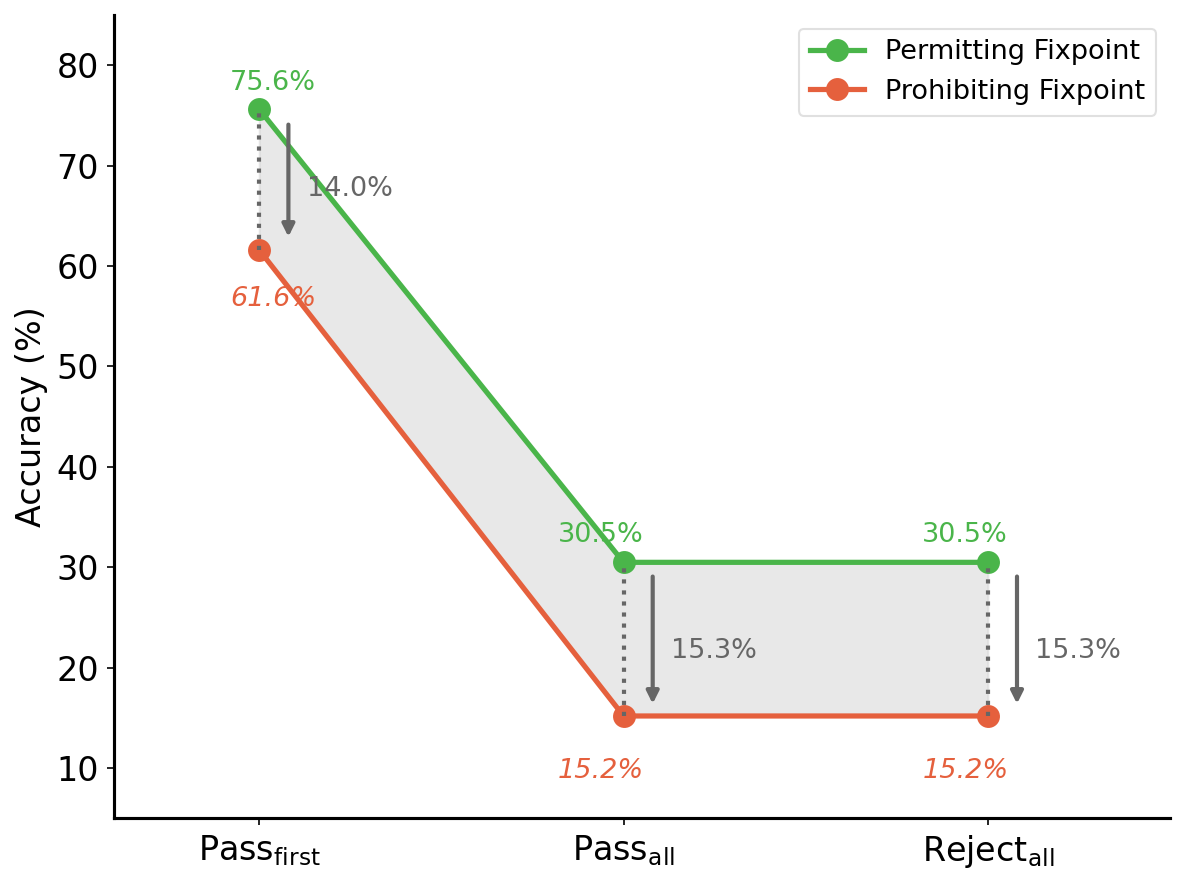 Permitting Fixpoint
Prohibiting Fixpoint
Accuracy (%)
80
70
60
50
40
30
20
10
75.6%
14.0%
61.6%
30.5%
30.5%
15.3%
15.3%
15.2%
15.2%
Pass_first
Pass_all
Reject_all